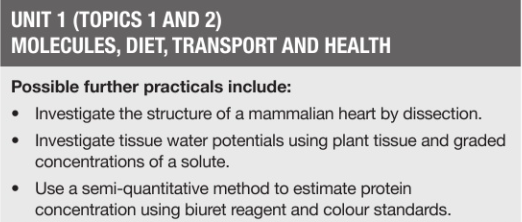 UNIT 1 (TOPICS 1 AND 2)
MOLECULES, DIET, TRANSPORT AND HEALTH
Possible further practicals include:
• Investigate the structure of a mammalian heart by dissection.
• Investigate tissue water potentials using plant tissue and graded
concentrations of a solute.
• Use a semi-quantitative method to estimate protein
concentration using biuret reagent and colour standards.